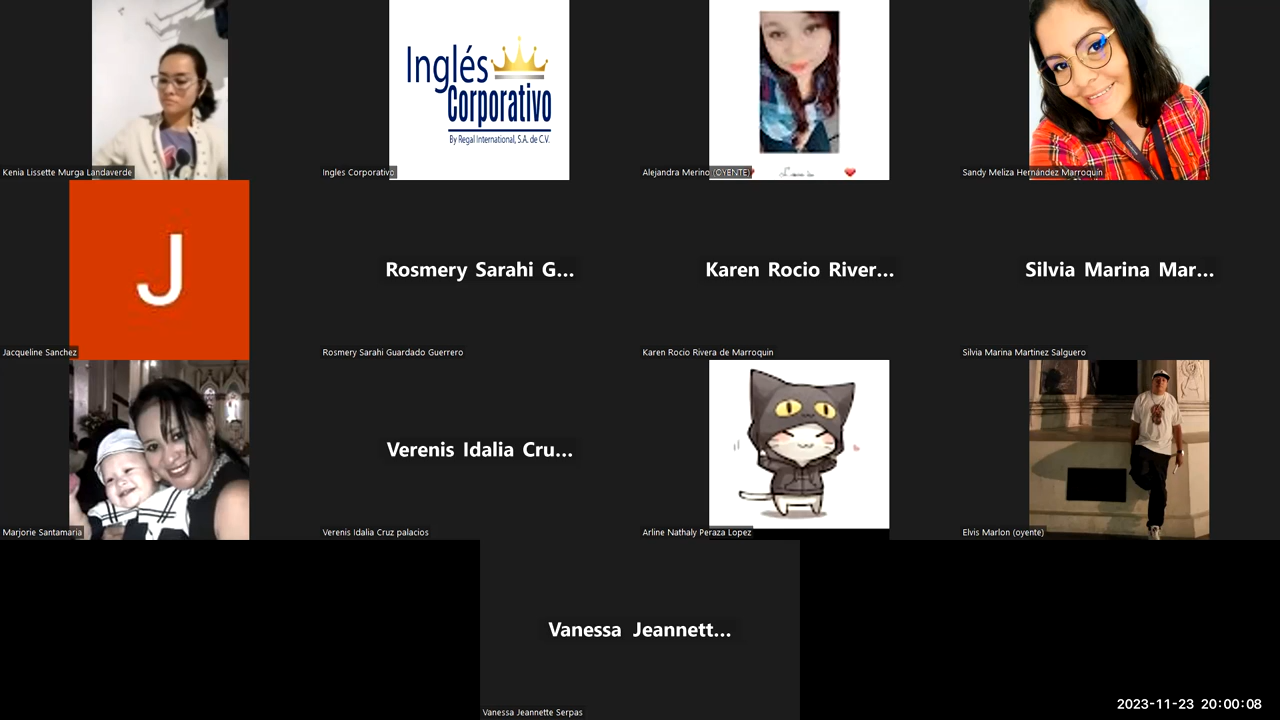 Inglés
Corporativo
By Regal International, S.A. de C.V.
Kenia Lissette Murga Landaverde
Ingles Corporativo
Alejandra Merino (OYENTE)
Sandy Meliza Hernández Marroquín
J
Rosmery Sarahi G...
Karen Rocio River...
Silvia Marina Mar...
Jacqueline Sanchez
Rosmery Sarahi Guardado Guerrero
Karen Rocio Rivera de Marroquin
Silvia Marina Martinez Salguero
Verenis Idalia Cru...
Marjorie Santamaria
Verenis Idalia Cruz palacios
Arline Nathaly Peraza Lopez
Elvis Marlon (oyente)
Vanessa Jeannett...
Vanessa Jeannette Serpas
2023-11-23 20:00:08